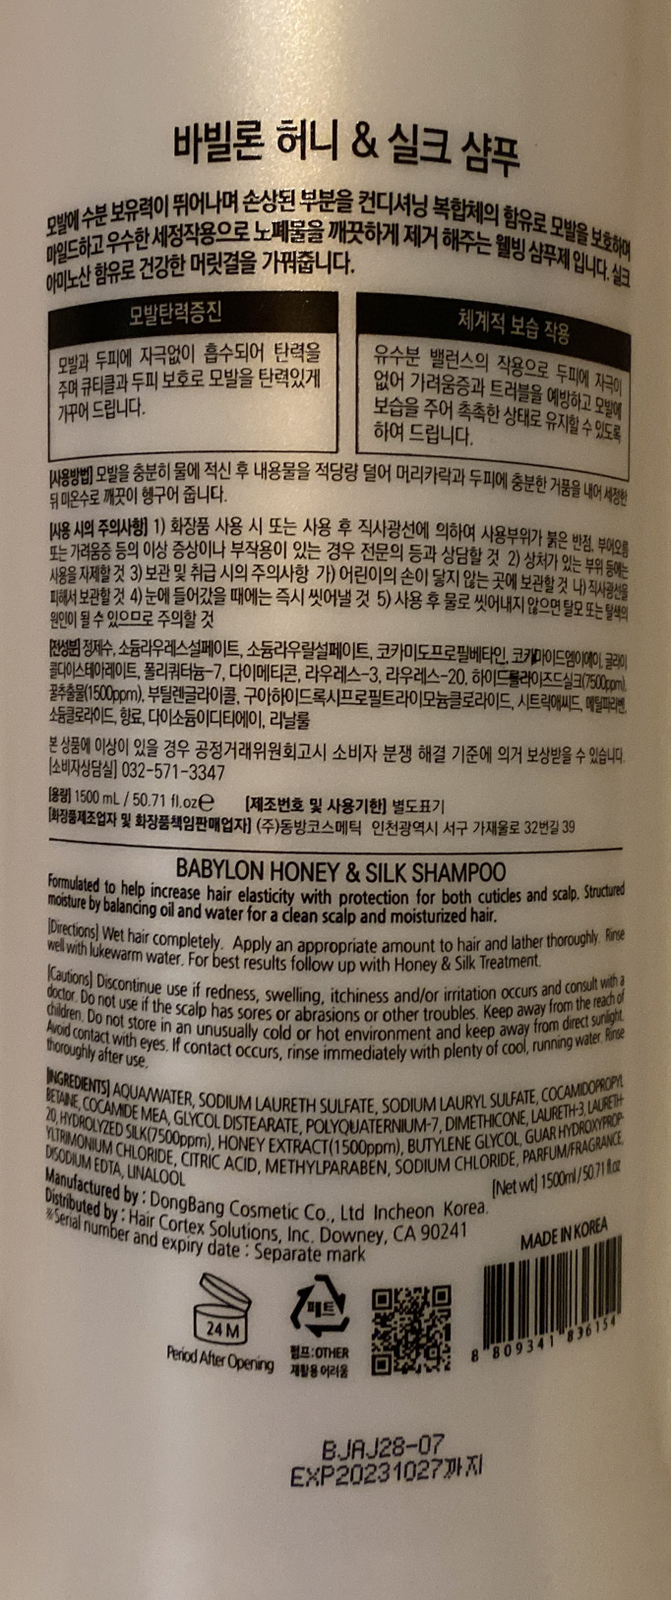 바빌론 허니 & 실크 샴푸
모발에 수분 보유력이 뛰어나며 손상된 부분을 컨디셔닝 복합체의 함유로 모발을 보호하며
마일드하고 우수한 세정작용으로 노폐물을 깨끗하게 제거 해주는 웰빙 샴푸제 입니다. 실크
아미노산 함유로 건강한 머릿결을 가꿔줍니다.
모발탄력증진
모발과 두피에 자극없이 흡수되어 탄력을
주며 큐티클과 두피 보호로 모발을 탄력있게
가꾸어 드립니다.
체계적 보습 작용
유수분 밸런스의 작용으로 두피에 자극이
없어 가려움증과 트러블을 예방하고 모발에
보습을 주어 촉촉한 상태로 유지할 수 있도록
하여 드립니다.
[사용방법] 모발을 충분히 물에 적신 후 내용물을 적당량 덜어 머리카락과 두피에 충분한 거품을 내어 세정한
뒤 미온수로 깨끗이 헹구어 줍니다.
[사용 시의 주의사항] 1) 화장품 사용 시 또는 사용 후 직사광선에 의하여 사용부위가 붉은 반점, 부어오름
또는 가려움증 등의 이상 증상이나 부작용이 있는 경우 전문의 등과 상담할 것 2) 상처가 있는 부위 등에는
사용을 자제할 것 3) 보관 및 취급 시의 주의사항 가) 어린이의 손이 닿지 않는 곳에 보관할 것 나) 직사광선을
피해서 보관할 것 4) 눈에 들어갔을 때에는 즉시 씻어낼 것 5) 사용 후 물로 씻어내지 않으면 탈모 또는 탈색의
원인이 될 수 있으므로 주의할 것
[전성분] 정제수, 소듐라우레스설페이트, 소듐라우릴설페이트, 코카미도프로필베타인, 코카마이드엠이에이, 글라이
콜다이스테아레이트, 폴리쿼터늄-7, 다이메티콘, 라우레스-3, 라우레스-20, 하이드롤라이즈드실크(7500ppm),
꿀추출물(1500ppm), 부틸렌글라이콜, 구아하이드록시프로필트라이모늄클로라이드, 시트릭애씨드, 메틸파라벤,
소듐클로라이드, 향료, 다이소듐이디티에이, 리날룰
본 상품에 이상이 있을 경우 공정거래위원회고시 소비자 분쟁 해결 기준에 의거 보상받을 수 있습니다.
[소비자상담실] 032-571-3347
[용량] 1500 mL / 50.71 fl.oz ℮ [제조번호 및 사용기한] 별도표기
[화장품제조업자 및 화장품책임판매업자] (주)동방코스메틱 인천광역시 서구 가재울로 32번길 39
BABYLON HONEY & SILK SHAMPOO
Formulated to help increase hair elasticity with protection for both cuticles and scalp. Structured
moisture by balancing oil and water for a clean scalp and moisturized hair.
[Directions] Wet hair completely. Apply an appropriate amount to hair and lather thoroughly. Rinse
well with lukewarm water. For best results follow up with Honey & Silk Treatment.
[Cautions] Discontinue use if redness, swelling, itchiness and/or irritation occurs and consult with a
doctor. Do not use if the scalp has sores or abrasions or other troubles. Keep away from the reach of
children. Do not store in an unusually cold or hot environment and keep away from direct sunlight.
Avoid contact with eyes. If contact occurs, rinse immediately with plenty of cool, running water. Rinse
thoroughly after use.
[INGREDIENTS] AQUA/WATER, SODIUM LAURETH SULFATE, SODIUM LAURYL SULFATE, COCAMIDOPROPYL
BETAINE, COCAMIDE MEA, GLYCOL DISTEARATE, POLYQUATERNIUM-7, DIMETHICONE, LAURETH-3, LAURETH-
20, HYDROLYZED SILK(7500ppm), HONEY EXTRACT(1500ppm), BUTYLENE GLYCOL, GUAR HYDROXYPROP-
YLTRIMONIUM CHLORIDE, CITRIC ACID, METHYLPARABEN, SODIUM CHLORIDE, PARFUM/FRAGRANCE,
DISODIUM EDTA, LINALOOL
[Net wt] 1500ml / 50.71 fl.oz
Manufactured by : DongBang Cosmetic Co., Ltd Incheon Korea.
Distributed by : Hair Cortex Solutions, Inc. Downey, CA 90241
※Serial number and expiry date : Separate mark
MADE IN KOREA
24 M
Period After Opening
페트
펌프:OTHER
재활용 어려움
8 809341 836154
BJAJ28-07
EXP20231027까지